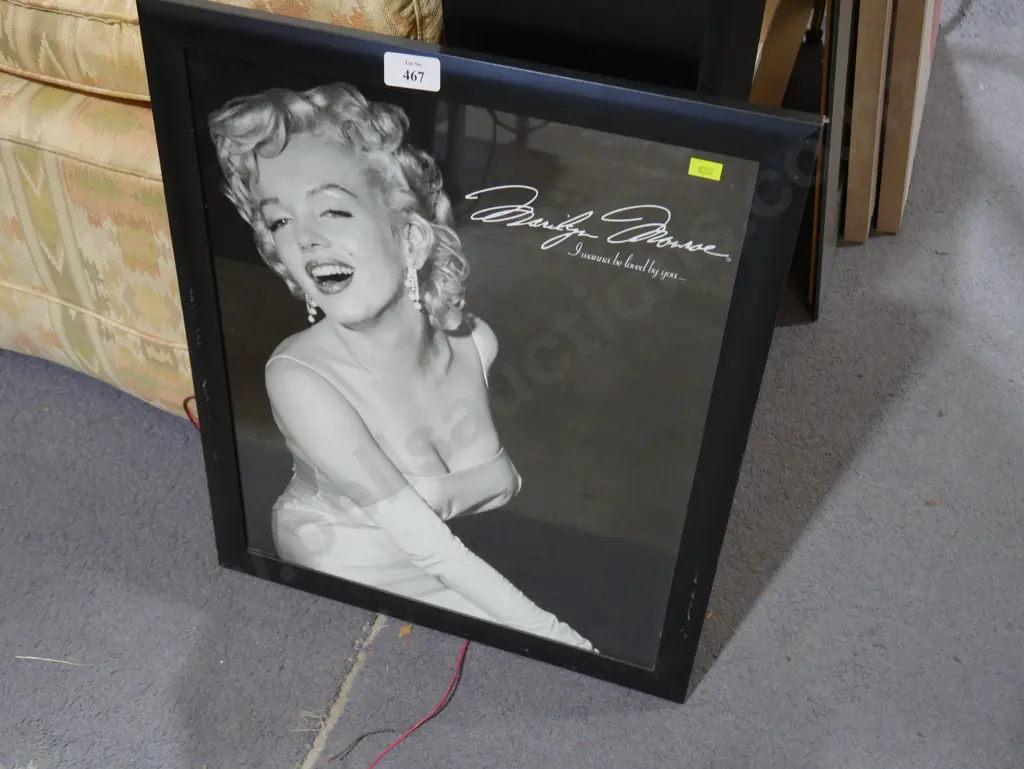 Lot No
467
Marilyn Monroe
I wanna be loved by you...